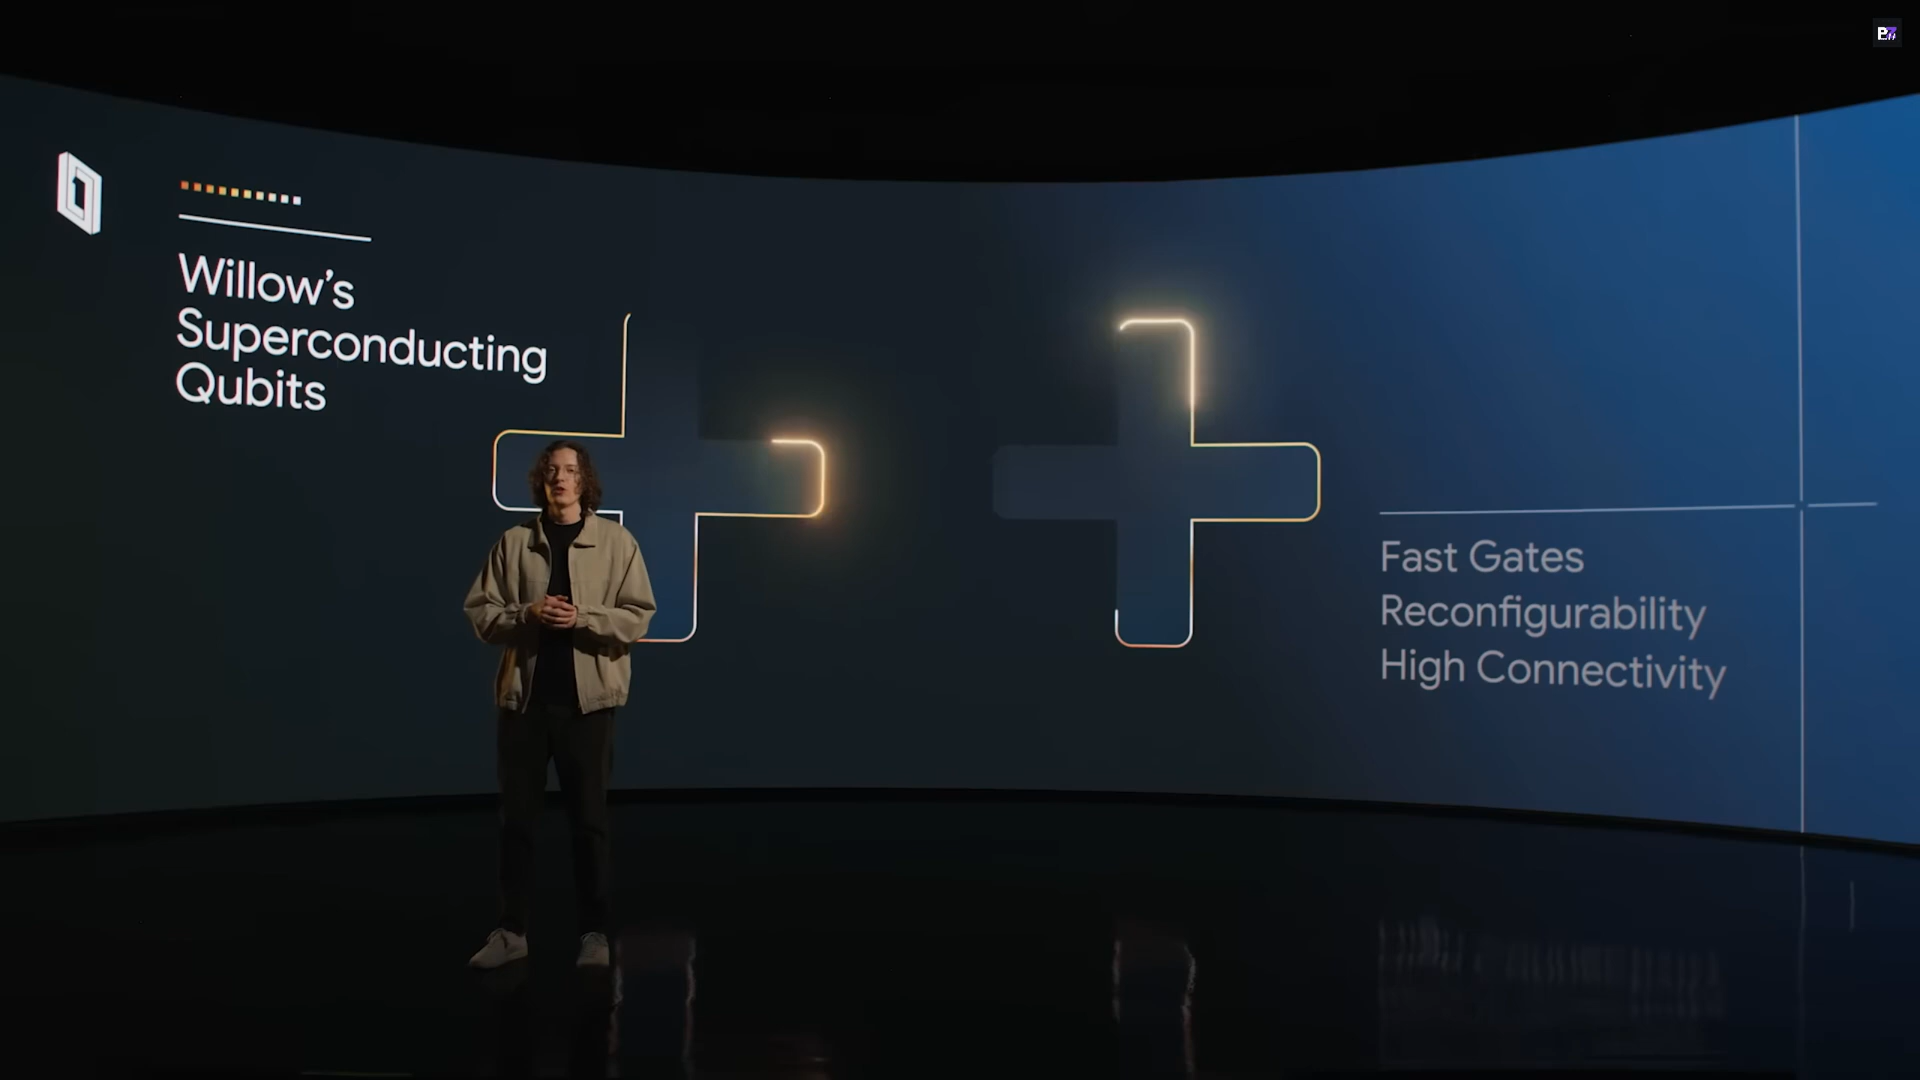 Willow’s
Superconducting
Qubits
Fast Gates
Reconfigurability
High Connectivity